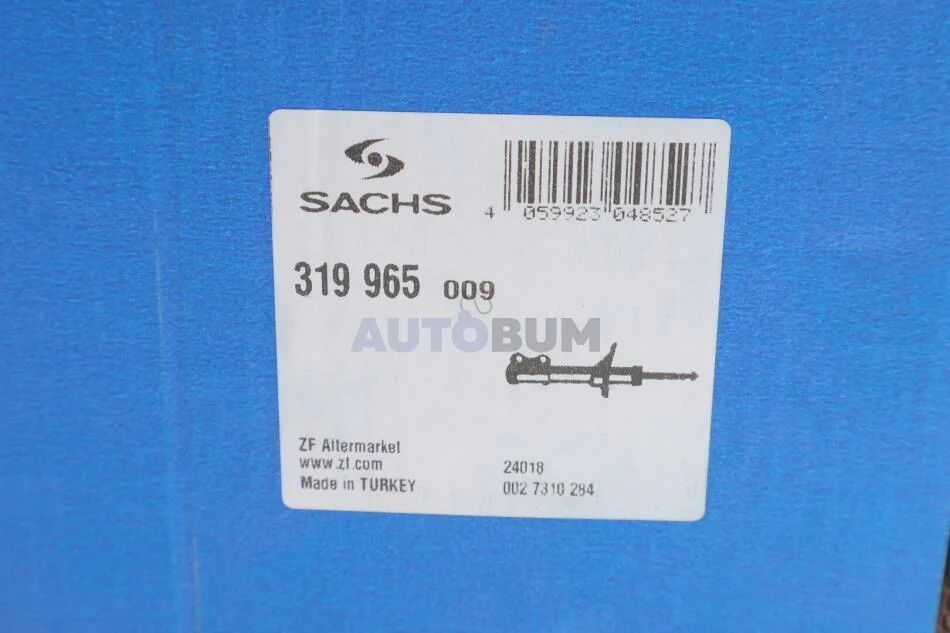 SACHS
4 059923 048527
319 965 009
AUTOBUM
ZF Aftermarket
www.zf.com
Made in TURKEY
24018
002 7310 284